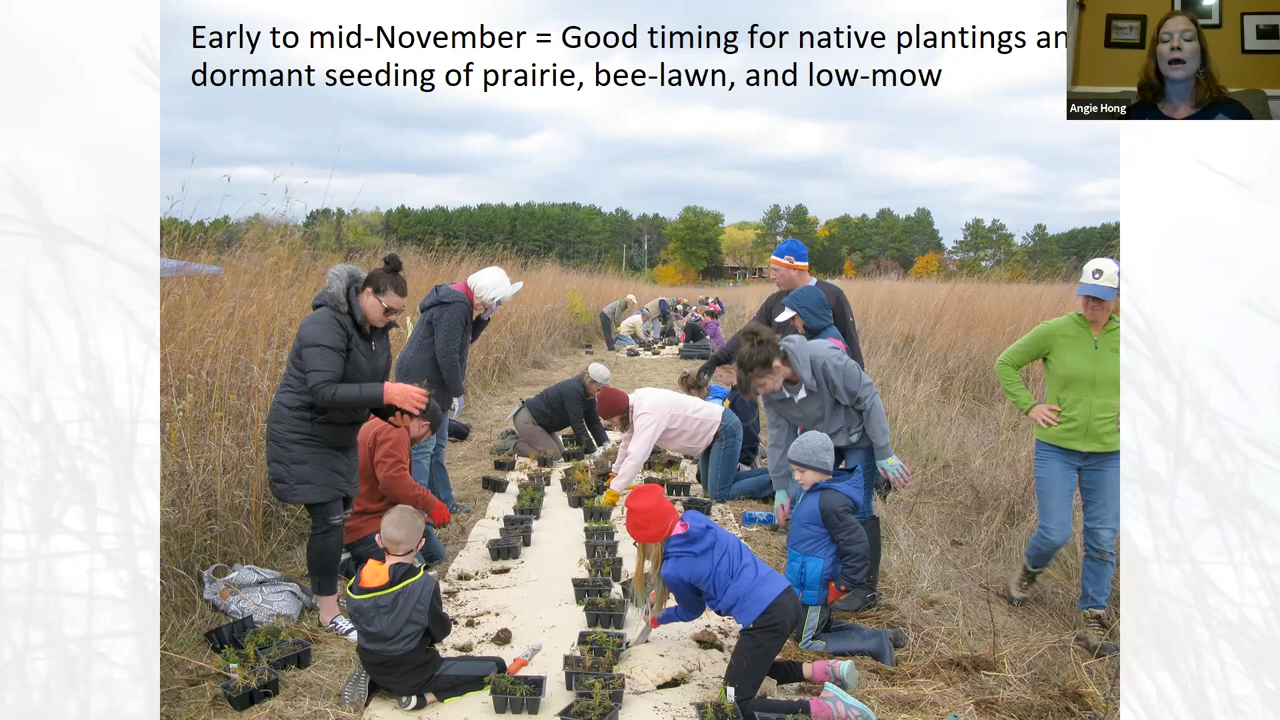 Early to mid-November = Good timing for native plantings an
dormant seeding of prairie, bee-lawn, and low-mow
Angie Hong